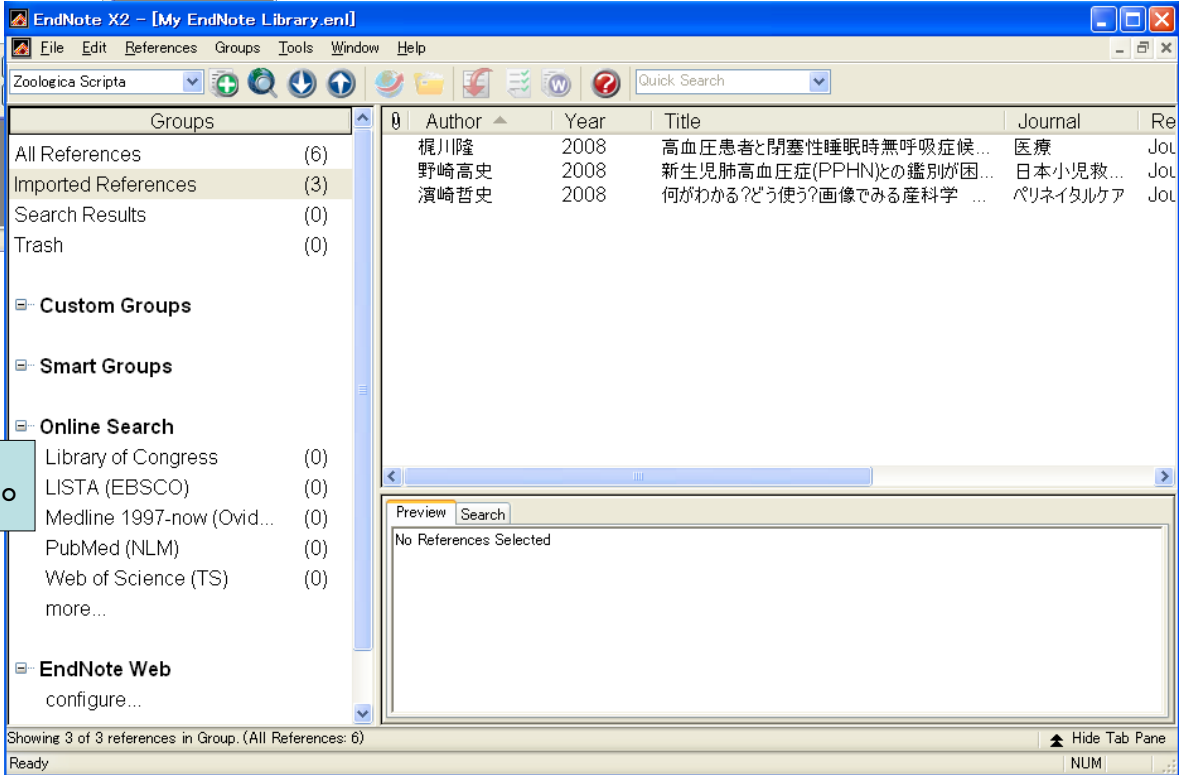 EndNote X2 - [My EndNote Library.enl]
File Edit References Groups Tools Window Help
Zoologica Scripta Quick Search
Groups
All References (6)
Imported References (3)
Search Results (0)
Trash (0)
Custom Groups
Smart Groups
Online Search
Library of Congress (0)
LISTA (EBSCO) (0)
Medline 1997-now (Ovid... (0)
PubMed (NLM) (0)
Web of Science (TS) (0)
more...
EndNote Web
configure...
Author Year Title Journal Re
梶川隆 2008 高血圧患者と閉塞性睡眠時無呼吸症候... 医療 Jou
野崎高史 2008 新生児肺高血圧症(PPHN)との鑑別が困... 日本小児救... Jou
濱崎哲史 2008 何がわかる?どう使う?画像でみる産科学 ... ペリネイタルケア Jou
Preview Search
No References Selected
Showing 3 of 3 references in Group. (All References: 6) Hide Tab Pane
Ready NUM